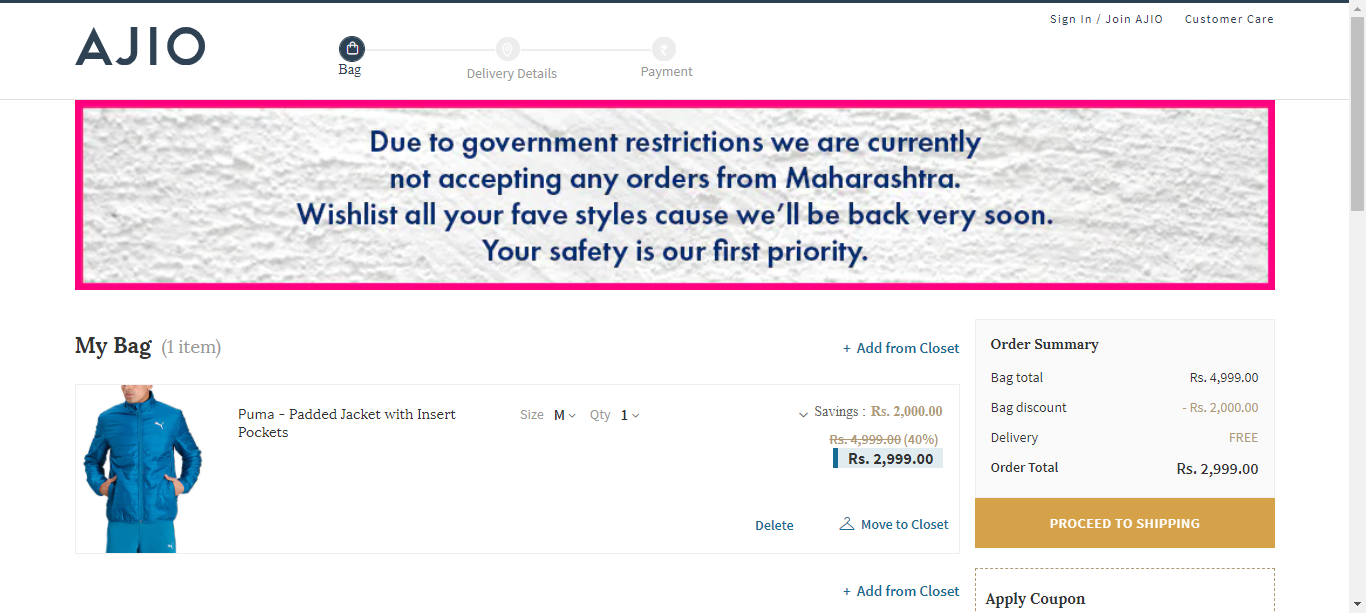 Sign In / Join AJIO Customer Care
AJIO
Bag
Delivery Details
Payment
Due to government restrictions we are currently
not accepting any orders from Maharashtra.
Wishlist all your fave styles cause we'll be back very soon.
Your safety is our first priority.
My Bag (1 item)
+ Add from Closet
Puma - Padded Jacket with Insert
Pockets
Size M Qty 1
Savings : Rs. 2,000.00
Rs. 4,999.00 (40%)
Rs. 2,999.00
Delete
Move to Closet
+ Add from Closet
Order Summary
Bag total Rs. 4,999.00
Bag discount - Rs. 2,000.00
Delivery FREE
Order Total Rs. 2,999.00
PROCEED TO SHIPPING
Apply Coupon